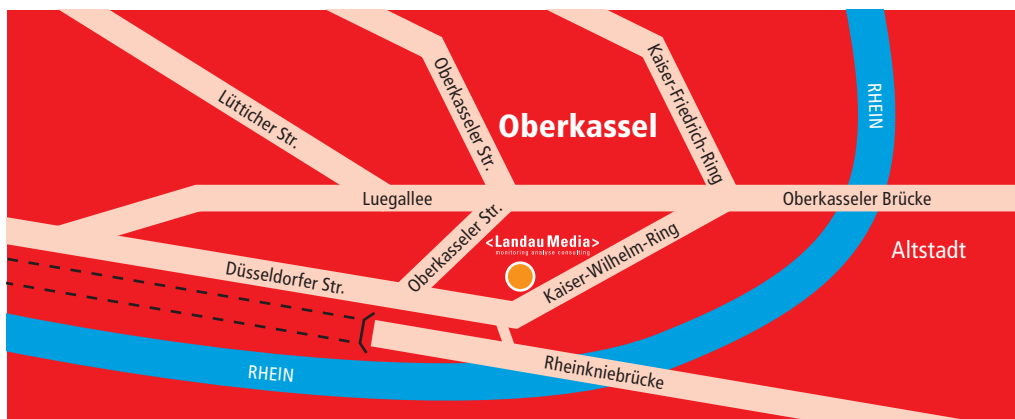 Lütticher Str.
Oberkasseler Str.
Kaiser-Friedrich-Ring
RHEIN
Oberkassel
Luegallee
Oberkasseler Brücke
Oberkasseler Str.
<Landau Media>
monitoring analyse consulting
Kaiser-Wilhelm-Ring
Altstadt
Düsseldorfer Str.
Rheinkniebrücke
RHEIN